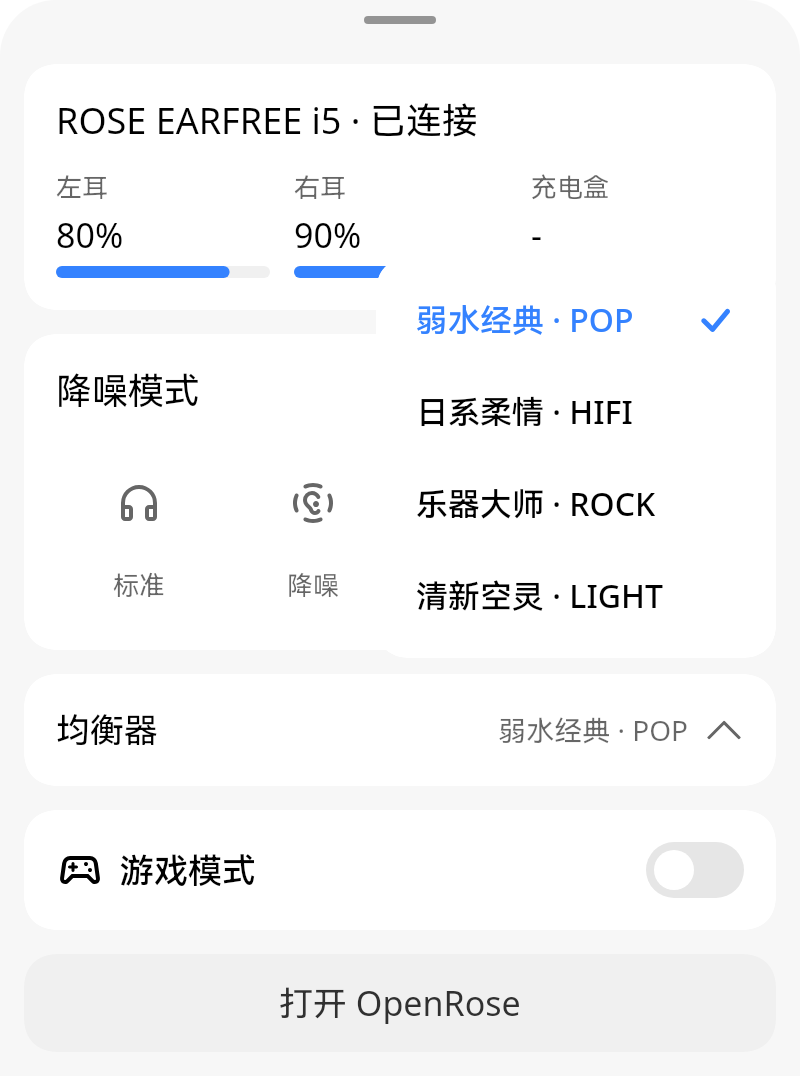 ROSE EARFREE i5 · 已连接
左耳 右耳 充电盒
80% 90% -
弱水经典 · POP
降噪模式
日系柔情 · HIFI
乐器大师 · ROCK
标准 降噪
清新空灵 · LIGHT
均衡器 弱水经典 · POP
游戏模式
打开 OpenRose